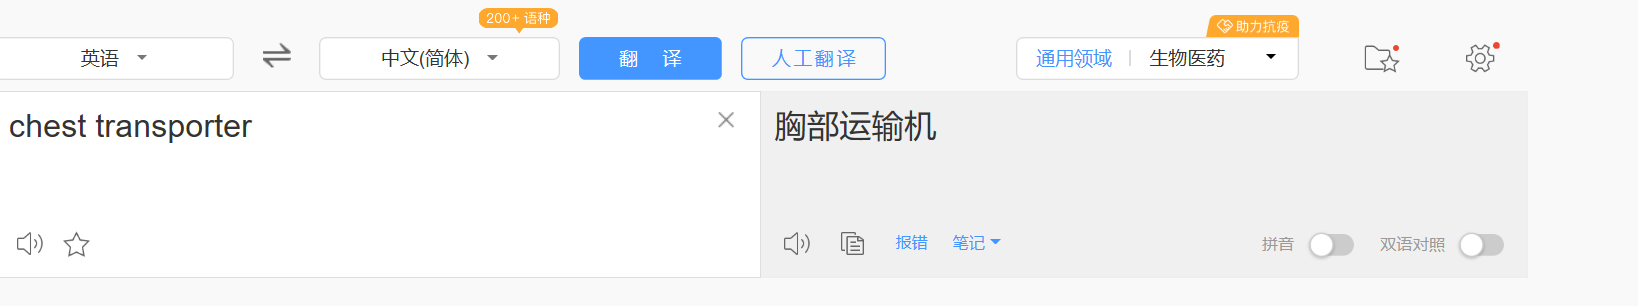 200+ 语种
助力抗疫
英语
中文(简体)
翻 译
人工翻译
通用领域 | 生物医药
chest transporter
胸部运输机
报错
笔记
拼音
双语对照